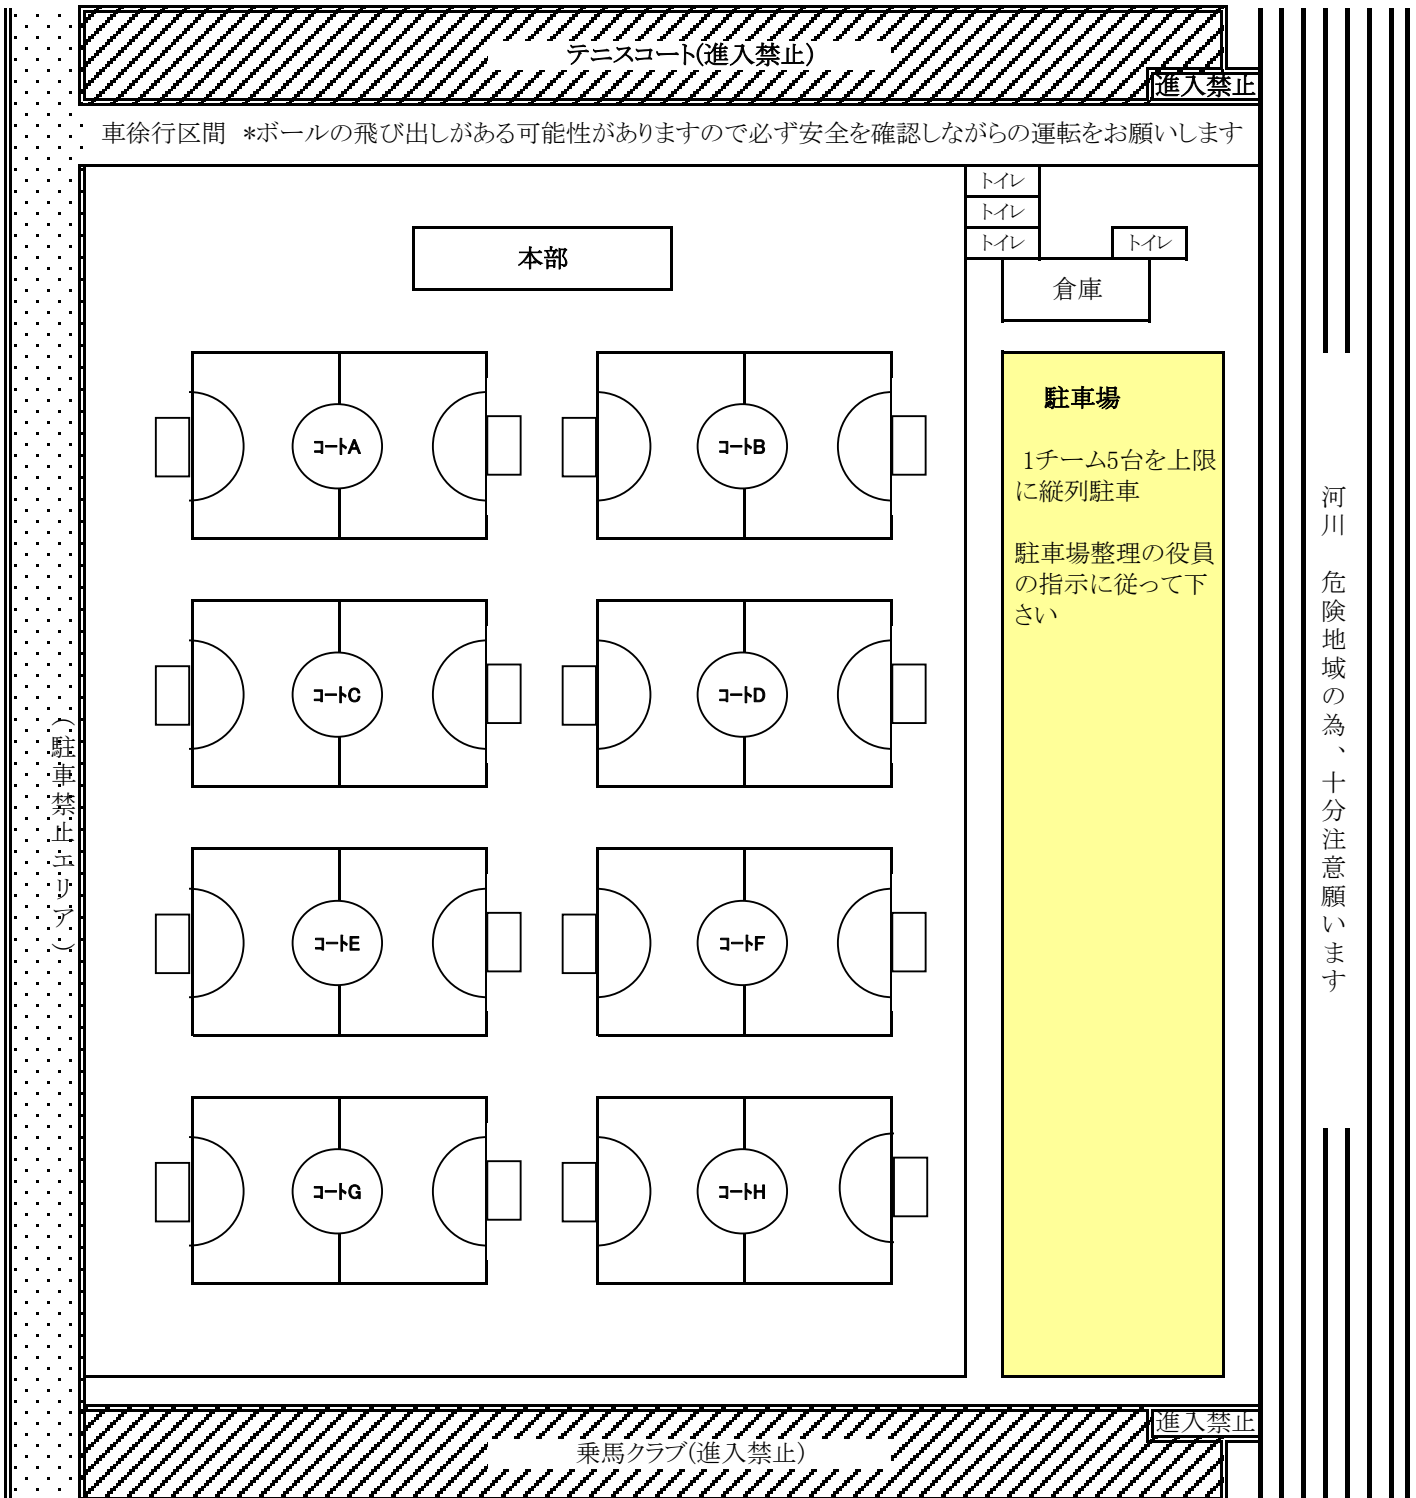 テニスコート(進入禁止)
進入禁止
車徐行区間　*ボールの飛び出しがある可能性がありますので必ず安全を確認しながらの運転をお願いします
トイレ
トイレ
トイレ
トイレ
本部
倉庫
駐車場
1チーム5台を上限
に縦列駐車
駐車場整理の役員
の指示に従って下
さい
コートA
コートB
コートC
コートD
コートE
コートF
コートG
コートH
(駐車禁止エリア)
河川　危険地域の為、十分注意願います
進入禁止
乗馬クラブ(進入禁止)